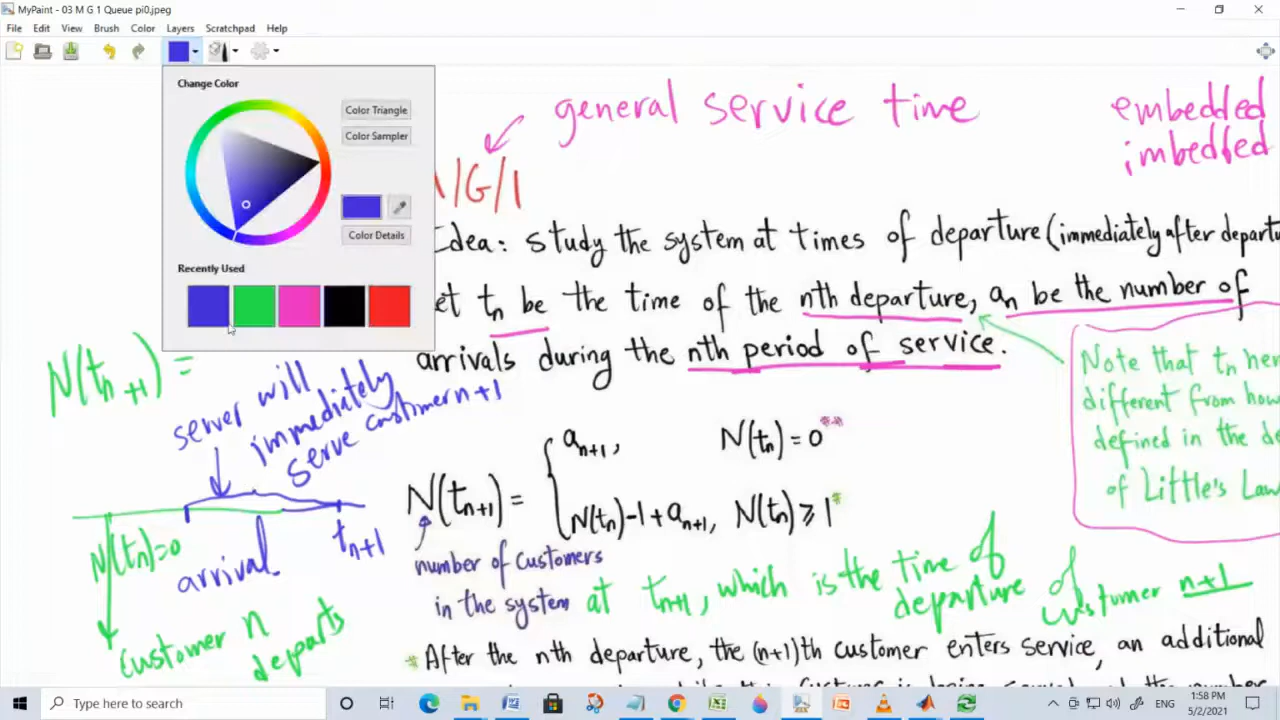 MyPaint - 03 M G 1 Queue pi0.jpeg
File Edit View Brush Color Layers Scratchpad Help
Change Color
Color Triangle
Color Sampler
Color Details
Recently Used
general service time
embedded
imbedded
/G/1
Idea: study the system at times of departure (immediately after depart
et tn be the time of the nth departure, an be the number of
arrivals during the nth period of service.
Note that tn her
different from how
defined in the de
of Little's Law
N(tn+1) =
server will
immediately
serve customer n+1
N(tn)=0
arrival
tn+1
customer n
departs
an+1, N(tn)=0**
N(tn+1) =
N(tn)-1+an+1, N(tn)≥1*
number of customers
in the system at tn+1, which is the time of
departure of
customer n+1
*After the nth departure, the (n+1)th customer enters service, an additional
Type here to search
ENG
1:58 PM
5/2/2021